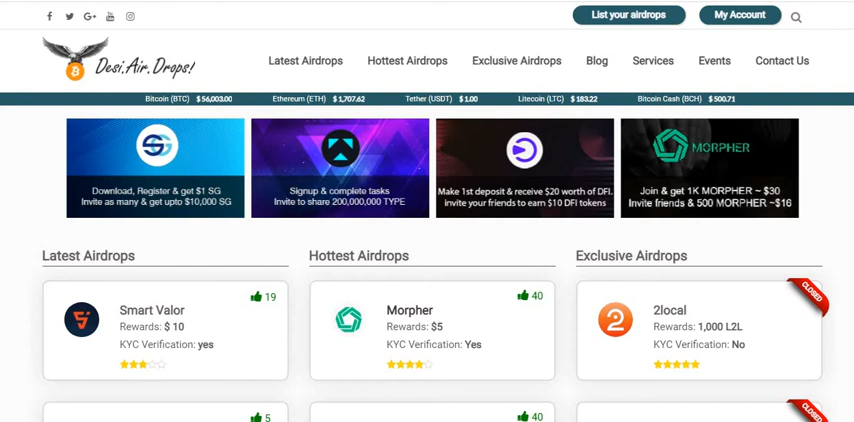 List your airdrops My Account
Desi.Air.Drops!
Latest Airdrops Hottest Airdrops Exclusive Airdrops Blog Services Events Contact Us
Bitcoin (BTC) $ 56,003.00 Ethereum (ETH) $ 1,707.62 Tether (USDT) $ 1.00 Litecoin (LTC) $ 183.22 Bitcoin Cash (BCH) $ 500.71
Download, Register & get $1 SG
Invite as many & get upto $10,000 SG
Signup & complete tasks
Invite to share 200,000,000 TYPE
Make 1st deposit & receive $20 worth of DFI.
invite your friends to earn $10 DFI tokens
MORPHER
Join & get 1K MORPHER ~ $30
Invite friends & 500 MORPHER ~$16
Latest Airdrops Hottest Airdrops Exclusive Airdrops
19
Smart Valor
Rewards: $ 10
KYC Verification: yes
40
Morpher
Rewards: $5
KYC Verification: Yes
CLOSED
2local
Rewards: 1,000 L2L
KYC Verification: No
5
40
CLOSED